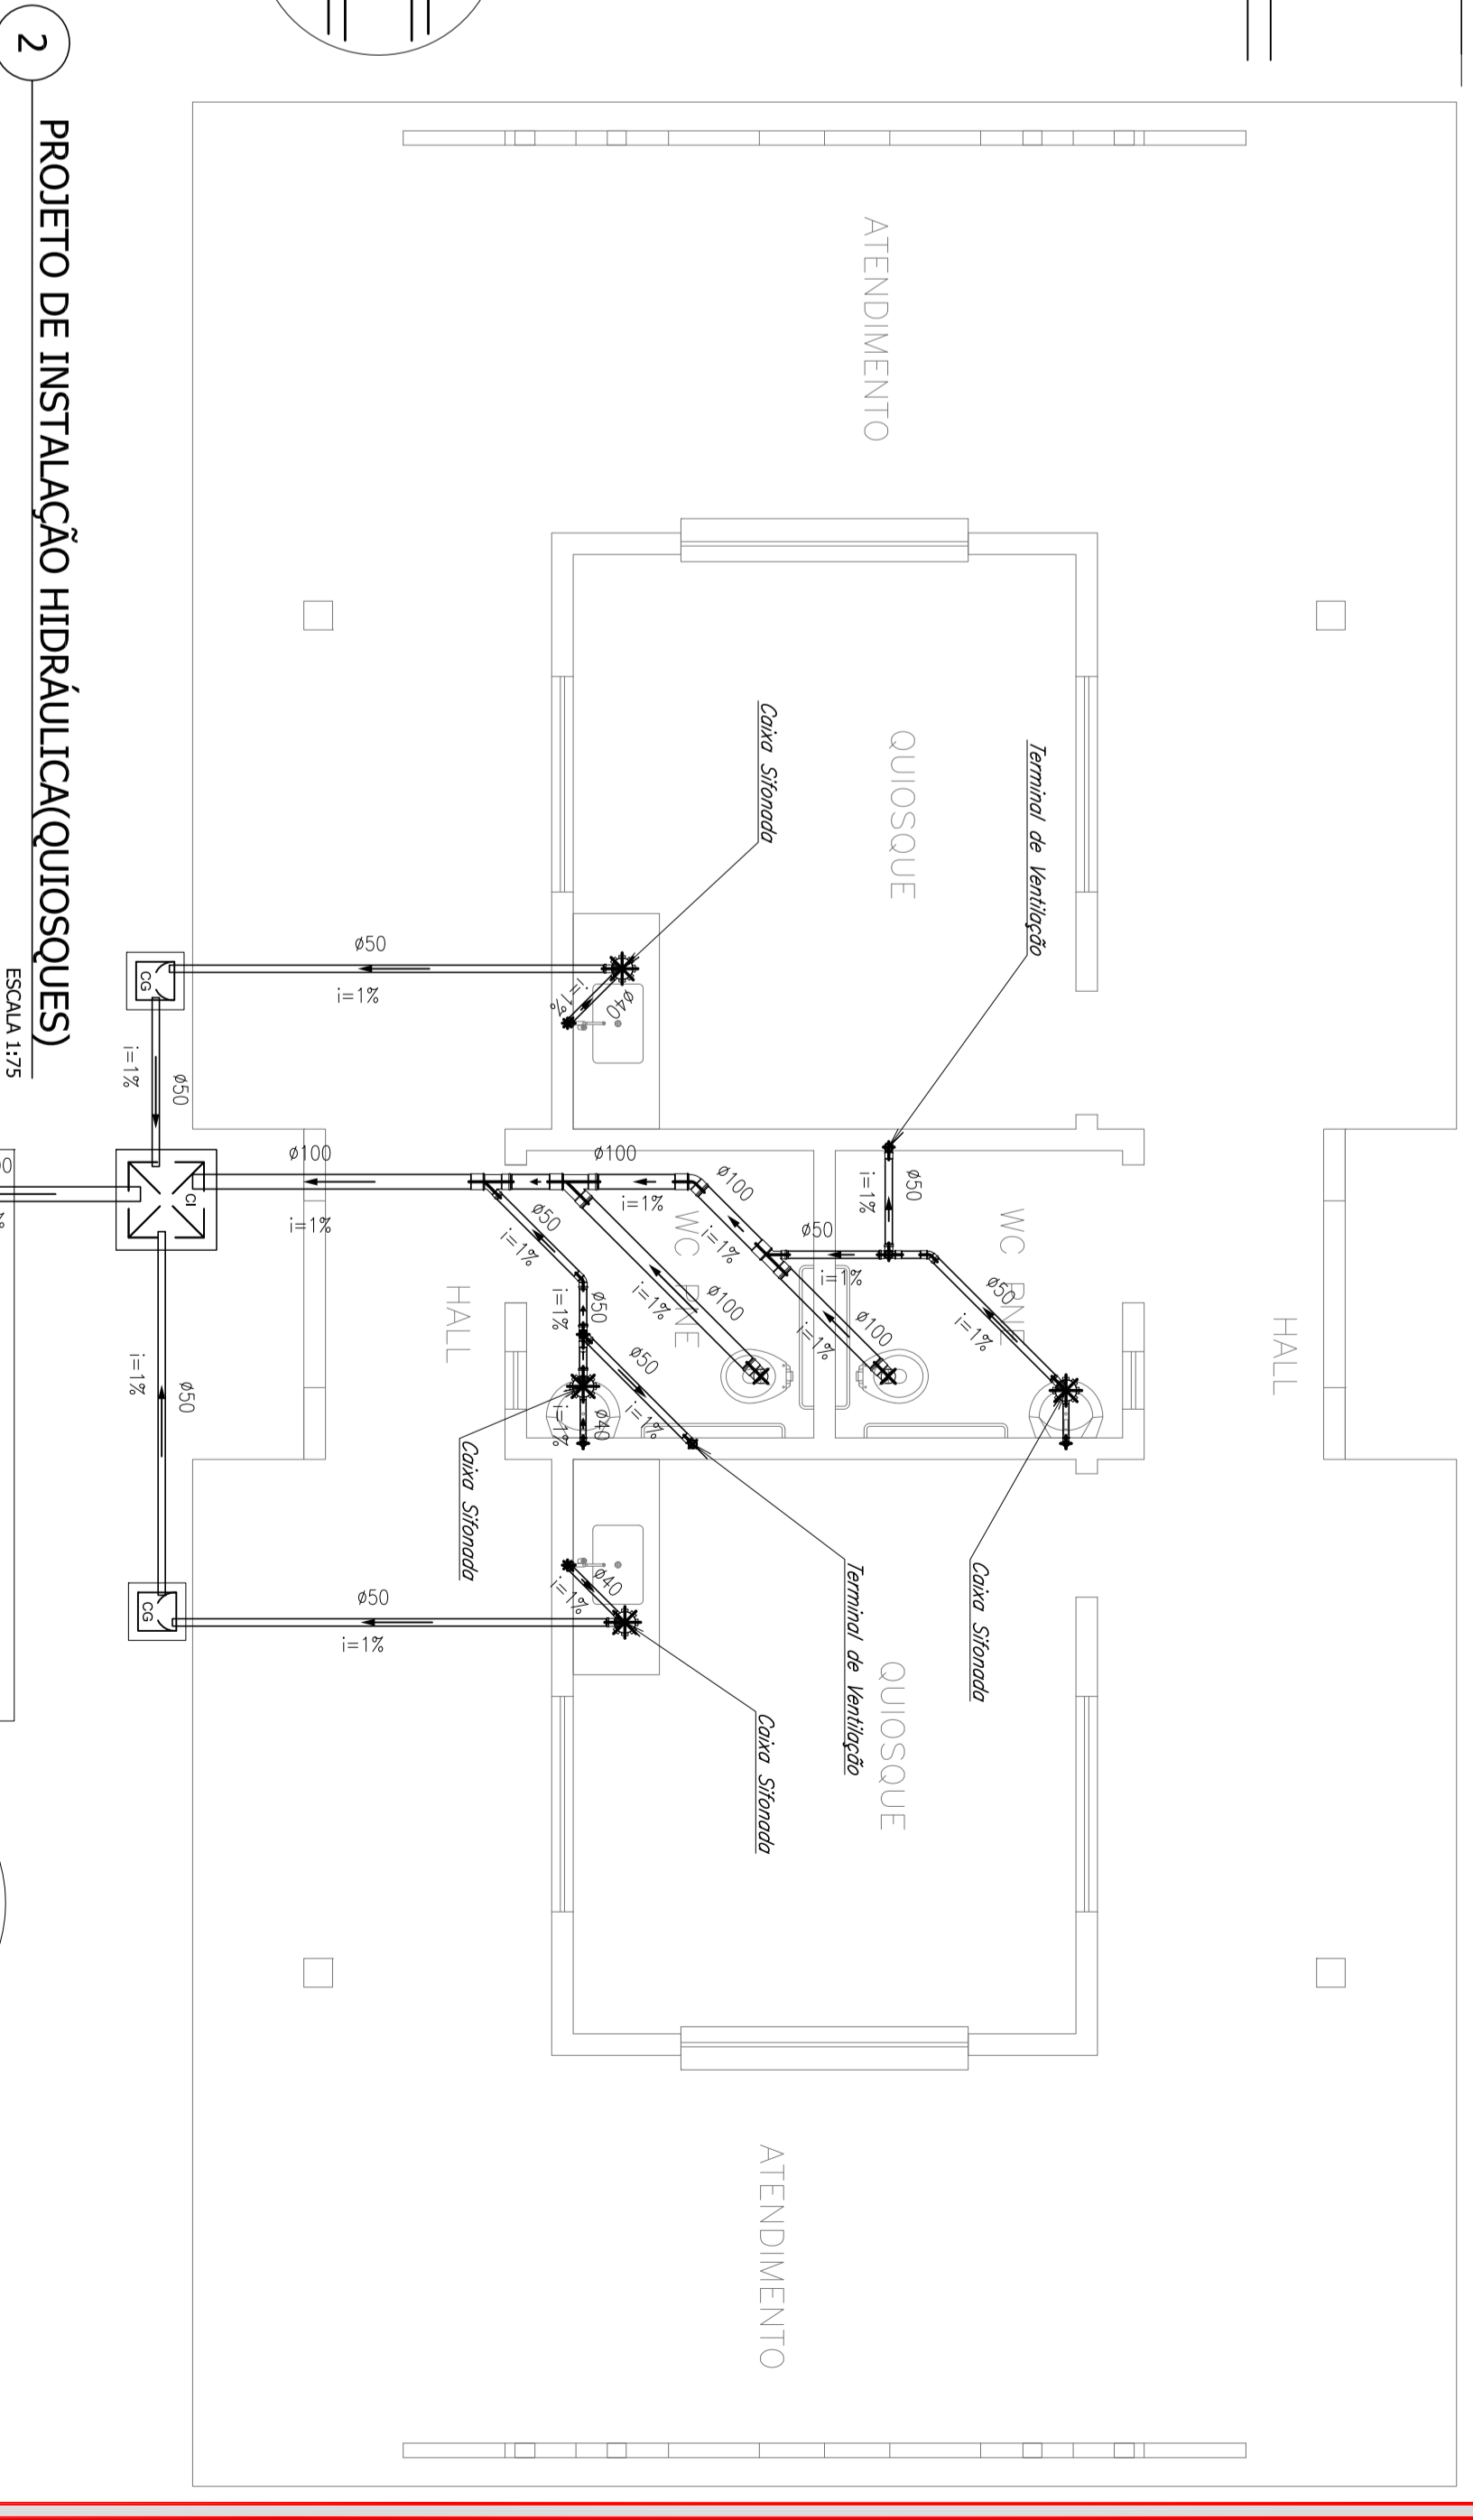 2
PROJETO DE INSTALAÇÃO HIDRÁULICA(QUIOSQUES)
ESCALA 1:75
HALL
HALL
ATENDIMENTO
QUIOSQUE
WC PNE
WC PNE
QUIOSQUE
ATENDIMENTO
Terminal de Ventilação
Caixa Sifonada
Caixa Sifonada
Terminal de Ventilação
Caixa Sifonada
Caixa Sifonada
CG
CI
CG
ø50
i=1%
ø40
i=1%
ø50
i=1%
ø100
i=1%
ø100
i=1%
ø100
i=1%
ø50
i=1%
ø50
i=1%
ø50
i=1%
ø100
i=1%
ø100
i=1%
ø50
i=1%
ø50
i=1%
ø50
i=1%
ø40
i=1%
ø50
i=1%
ø40
i=1%
ø50
i=1%